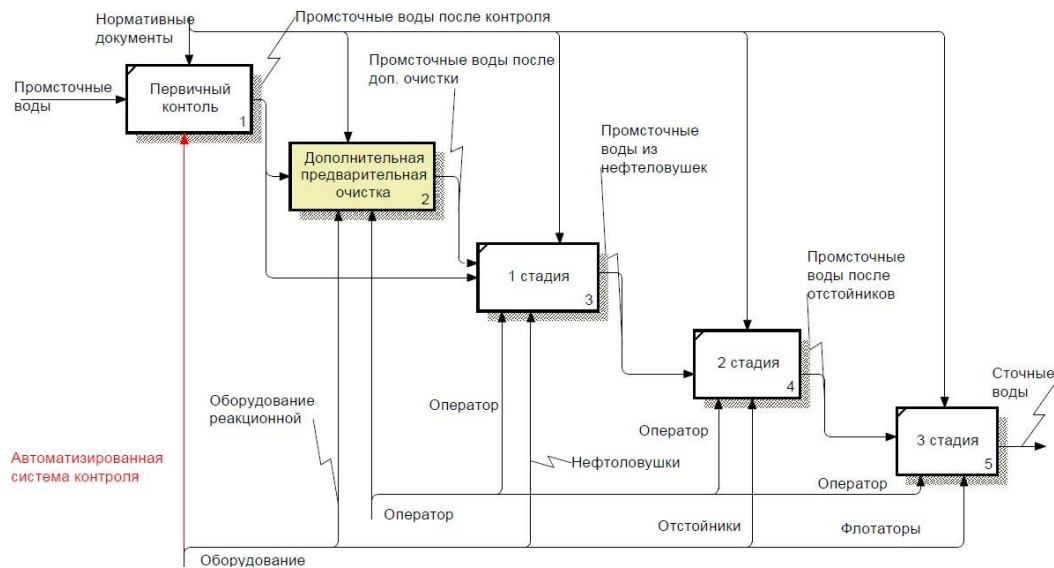 Нормативные
документы
Промсточные воды после контроля
Промсточные
воды
Первичный
контоль
1
Промсточные воды после
доп. очистки
Дополнительная
предварительная
очистка
2
Промсточные
воды из
нефтеловушек
1 стадия
3
Промсточные
воды после
отстойников
2 стадия
4
Сточные
воды
3 стадия
5
Оборудование
реакционной
Оператор
Оператор
Автоматизированная
система контроля
Нефтоловушки
Оператор
Оператор
Отстойники
Флотаторы
Оборудование